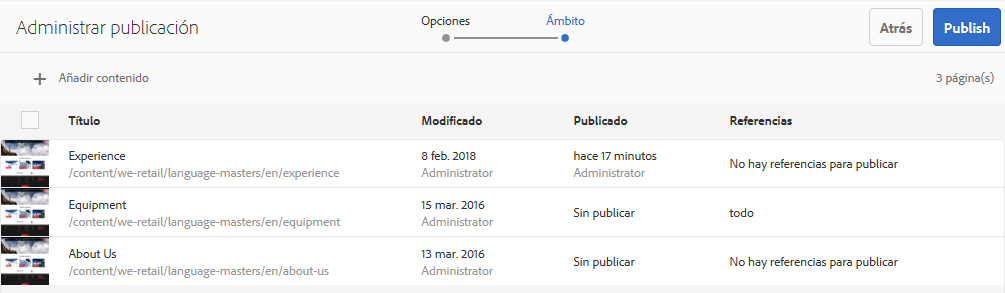 Administrar publicación
Opciones
Ámbito
Atrás
Publish
Añadir contenido
3 página(s)
Título Modificado Publicado Referencias
Experience 8 feb. 2018 hace 17 minutos No hay referencias para publicar
/content/we-retail/language-masters/en/experience Administrator Administrator
Equipment 15 mar. 2016 Sin publicar todo
/content/we-retail/language-masters/en/equipment Administrator
About Us 13 mar. 2016 Sin publicar No hay referencias para publicar
/content/we-retail/language-masters/en/about-us Administrator